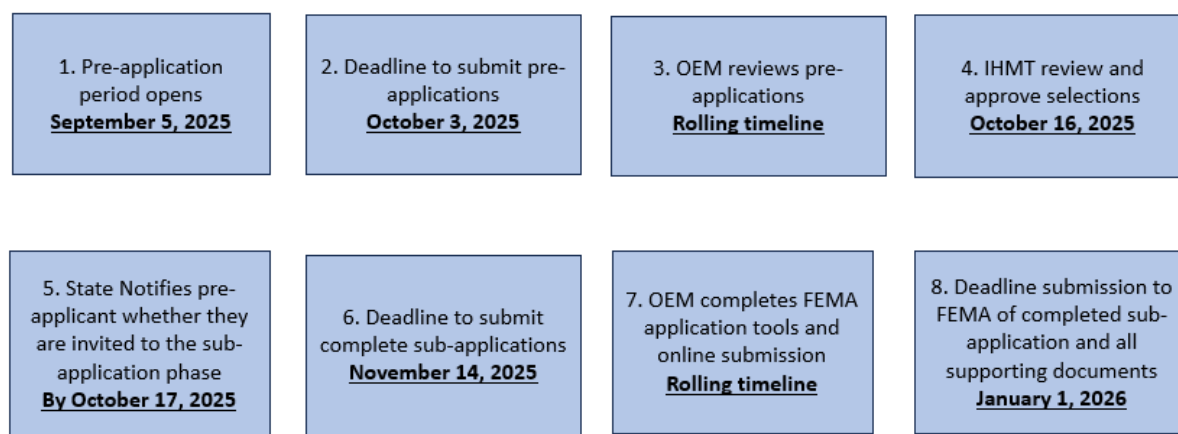 1. Pre-application
period opens
September 5, 2025
2. Deadline to submit pre-
applications
October 3, 2025
3. OEM reviews pre-
applications
Rolling timeline
4. IHMT review and
approve selections
October 16, 2025
5. State Notifies pre-
applicant whether they
are invited to the sub-
application phase
By October 17, 2025
6. Deadline to submit
complete sub-applications
November 14, 2025
7. OEM completes FEMA
application tools and
online submission
Rolling timeline
8. Deadline submission to
FEMA of completed sub-
application and all
supporting documents
January 1, 2026